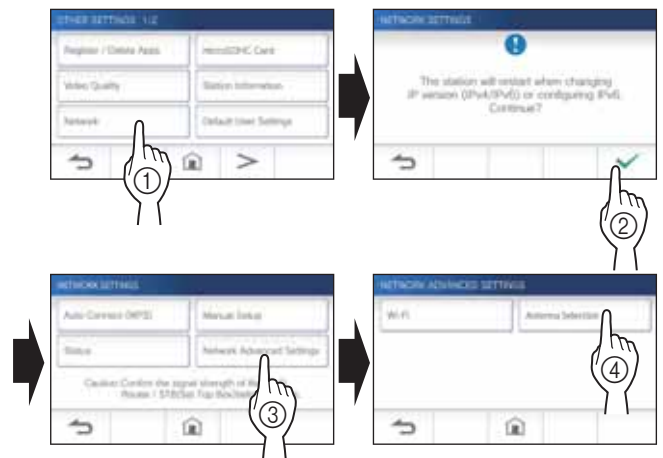 OTHER SETTINGS 1/2
Register / Delete Apps
microSDHC Card
Video Quality
Station Information
Network
Default User Settings
1
NETWORK SETTINGS
The station will restart when changing
IP version (IPv4/IPv6) or configuring IPv6.
Continue?
2
NETWORK SETTINGS
Auto Connect (WPS)
Manual Setup
Status
Network Advanced Settings
Caution: Confirm the signal strength of
Router / STB(Set Top Box)
3
NETWORK ADVANCED SETTINGS
Wi-Fi
Antenna Selection
4